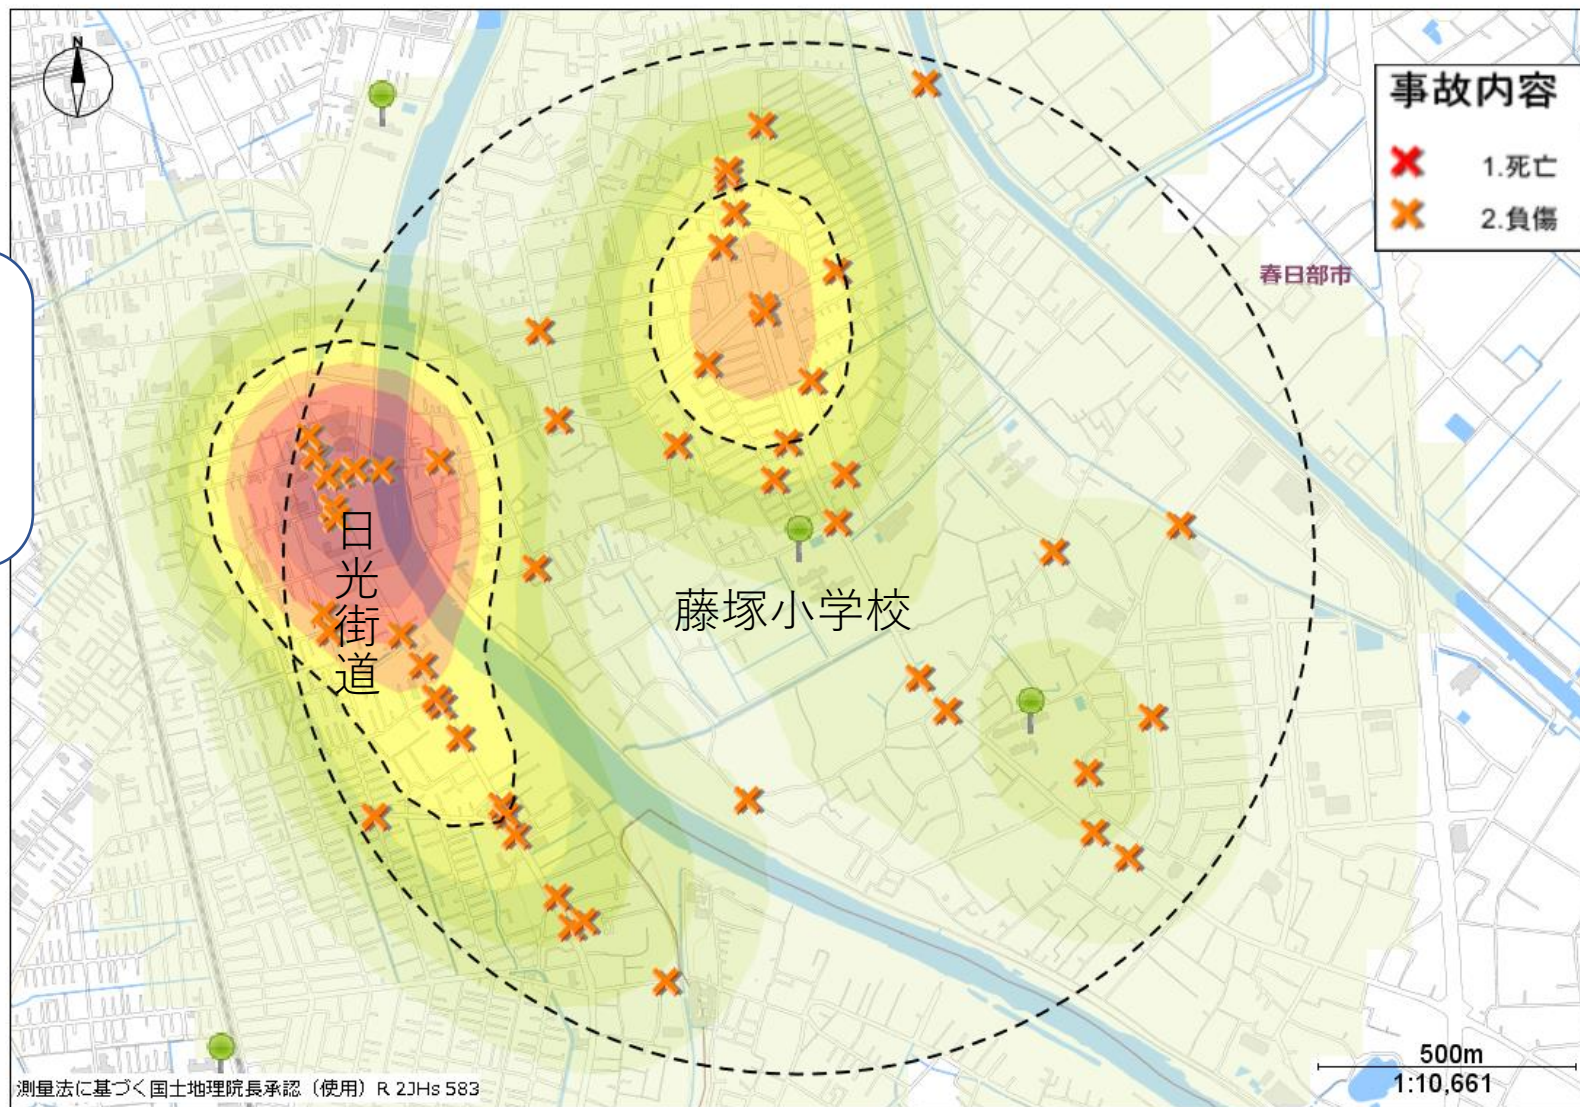 N
事故内容
1.死亡
2.負傷
春日部市
日光街道
藤塚小学校
500m
1:10,661
測量法に基づく国土地理院長承認（使用）R 2JHs 583